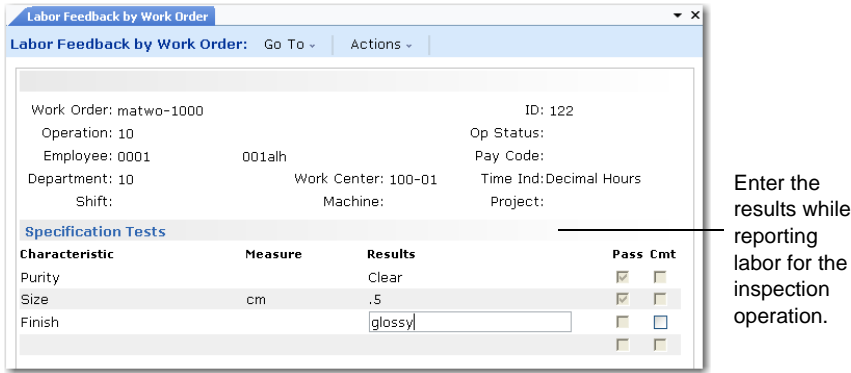 Labor Feedback by Work Order
Labor Feedback by Work Order: Go To Actions
Work Order: matwo-1000 ID: 122
Operation: 10 Op Status:
Employee: 0001 001alh Pay Code:
Department: 10 Work Center: 100-01 Time Ind: Decimal Hours
Shift: Machine: Project:
Specification Tests
Characteristic Measure Results Pass Cmt
Purity Clear
Size cm .5
Finish glossy
Enter the
results while
reporting
labor for the
inspection
operation.